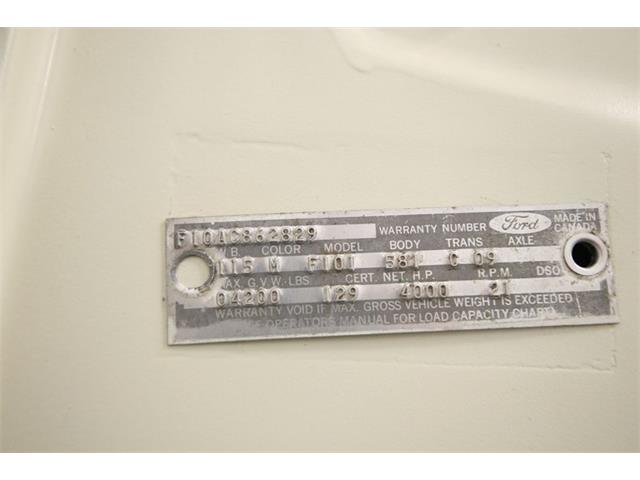 F10AC862829 WARRANTY NUMBER Ford MADE IN CANADA
WB COLOR MODEL BODY TRANS AXLE
115 M F101 581 C 09
MAX. G.V.W. LBS CERT. NET. H.P. R.P.M. DSO
04200 129 4000 21
WARRANTY VOID IF MAX. GROSS VEHICLE WEIGHT IS EXCEEDED
OPERATORS MANUAL FOR LOAD CAPACITY CHART